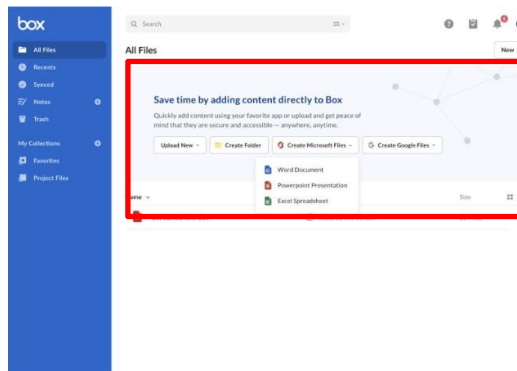 box
Search
All Files
Recents
Synced
Notes
Trash
My Collections
Favorites
Project Files
All Files
New
Save time by adding content directly to Box
Quickly add content using your favorite app or upload and get peace of
mind that they are secure and accessible — anywhere, anytime.
Upload New
Create Folder
Create Microsoft Files
Create Google Files
Word Document
Powerpoint Presentation
Excel Spreadsheet
Size